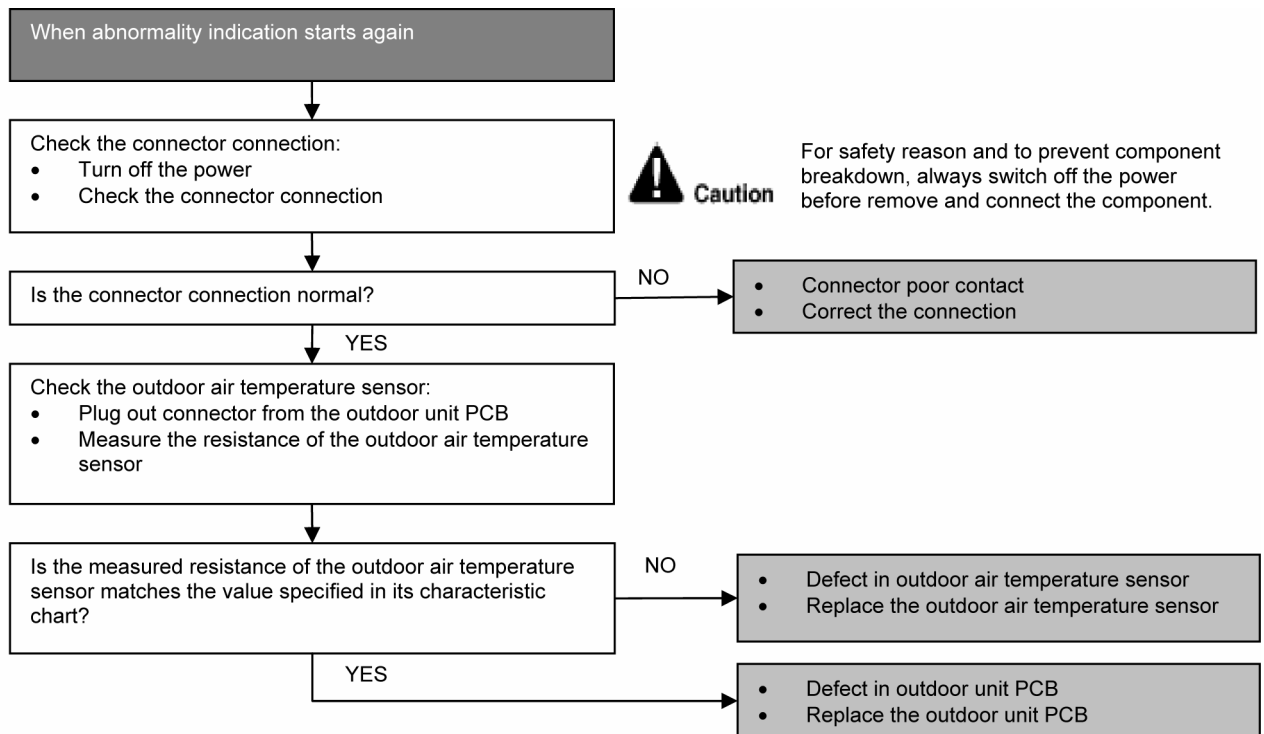 When abnormality indication starts again
Check the connector connection:
• Turn off the power
• Check the connector connection
Caution
For safety reason and to prevent component
breakdown, always switch off the power
before remove and connect the component.
Is the connector connection normal?
NO
• Connector poor contact
• Correct the connection
YES
Check the outdoor air temperature sensor:
• Plug out connector from the outdoor unit PCB
• Measure the resistance of the outdoor air temperature
sensor
Is the measured resistance of the outdoor air temperature
sensor matches the value specified in its characteristic
chart?
NO
• Defect in outdoor air temperature sensor
• Replace the outdoor air temperature sensor
YES
• Defect in outdoor unit PCB
• Replace the outdoor unit PCB